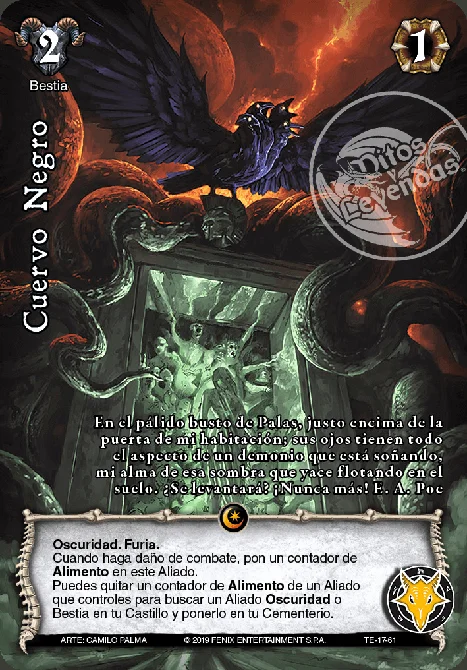 2
1
Bestia
Mitos
y
Leyendas
Cuervo Negro
En el pálido busto de Palas, justo encima de la
puerta de mi habitación; sus ojos tienen todo
el aspecto de un demonio que está soñando,
mi alma de esa sombra que yace flotando en el
suelo. ¿Se levantará? ¡Nunca más! E. A. Poe
Oscuridad. Furia.
Cuando haga daño de combate, pon un contador de
Alimento en este Aliado.
Puedes quitar un contador de Alimento de un Aliado
que controles para buscar un Aliado Oscuridad o
Bestia en tu Castillo y ponerlo en tu Cementerio.
ARTE: CAMILO PALMA © 2019 FENIX ENTERTAINMENT S.P.A. TE-17-61